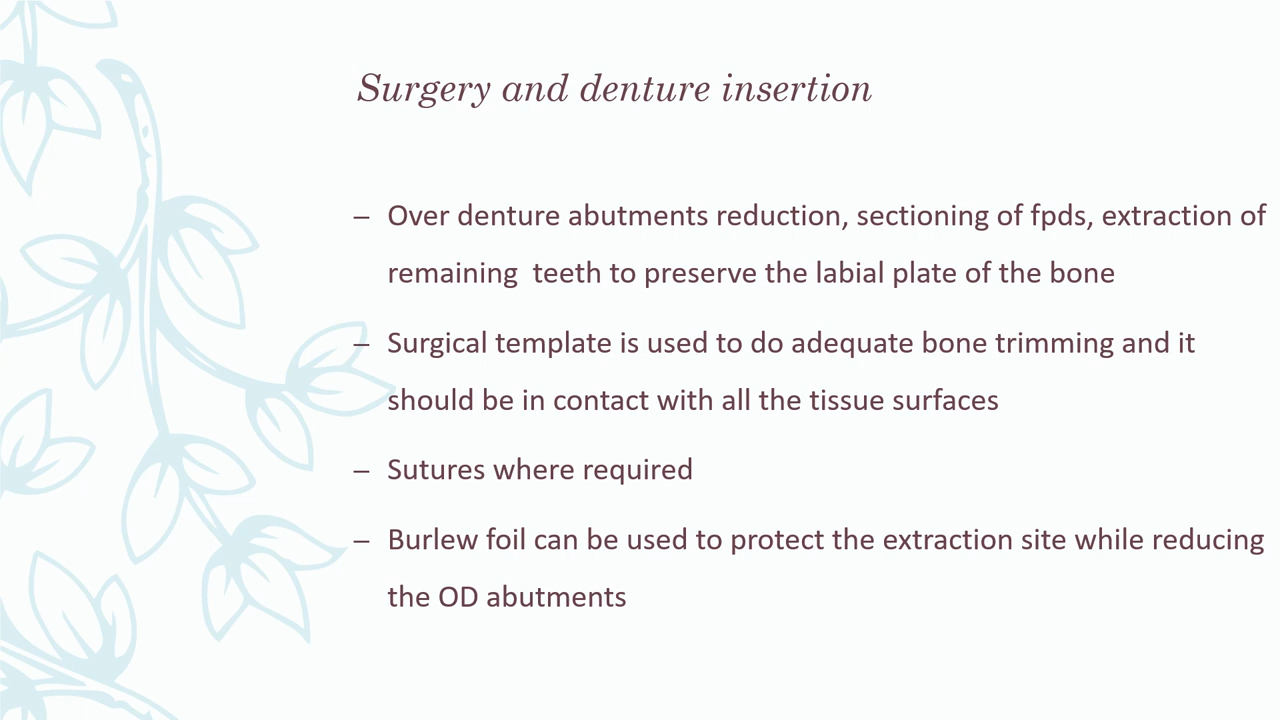 Surgery and denture insertion
– Over denture abutments reduction, sectioning of fpds, extraction of
remaining  teeth to preserve the labial plate of the bone
– Surgical template is used to do adequate bone trimming and it
should be in contact with all the tissue surfaces
– Sutures where required
– Burlew foil can be used to protect the extraction site while reducing
the OD abutments